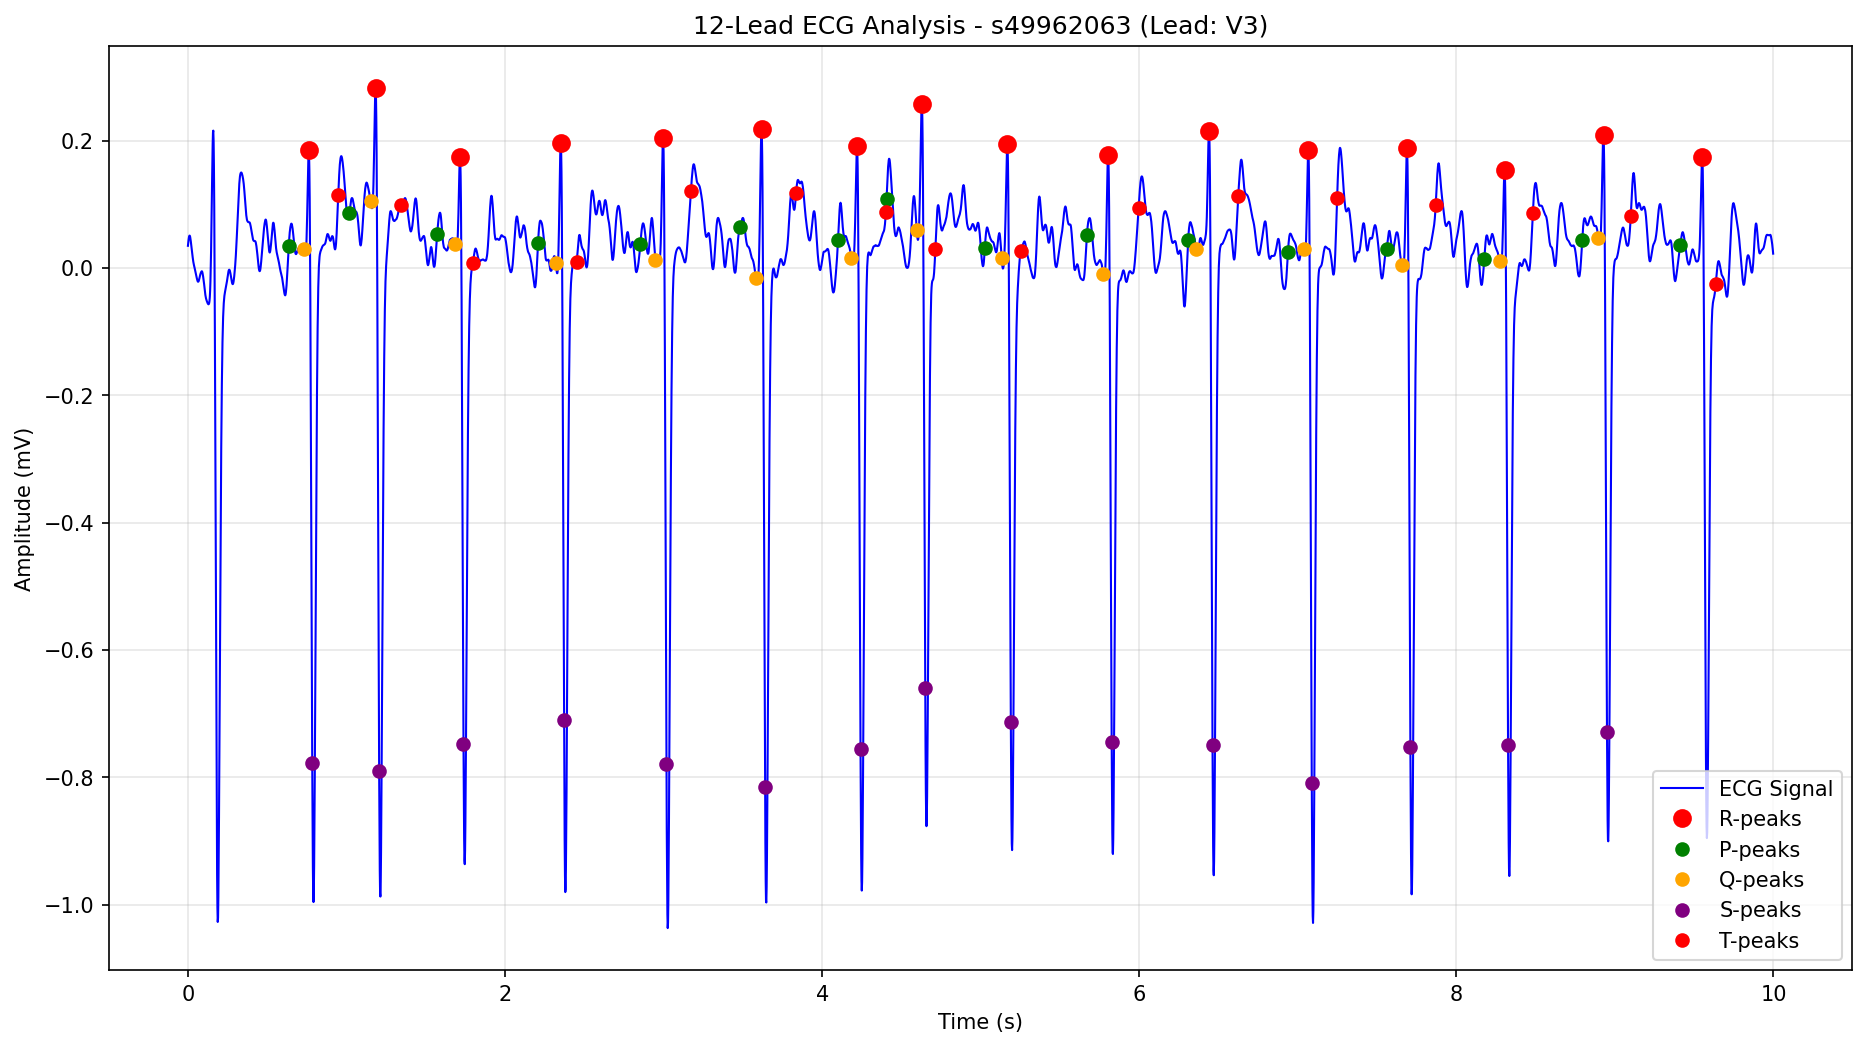 12-Lead ECG Analysis - s49962063 (Lead: V3)
Amplitude (mV)
0.2
0.0
−0.2
−0.4
−0.6
−0.8
−1.0
ECG Signal
R-peaks
P-peaks
Q-peaks
S-peaks
T-peaks
0 2 4 6 8 10
Time (s)